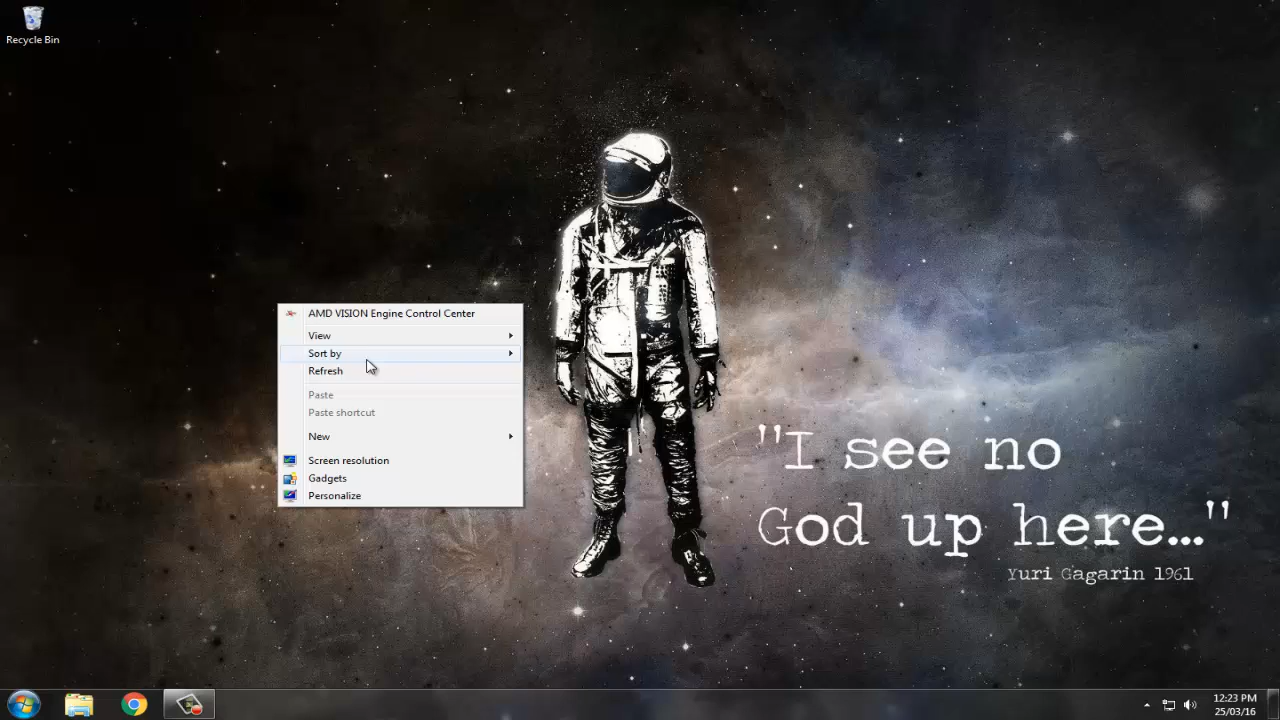 Recycle Bin
AMD VISION Engine Control Center
View
Sort by
Refresh
Paste
Paste shortcut
New
Screen resolution
Gadgets
Personalize
"I see no
God up here..."
Yuri Gagarin 1961
12:23 PM
25/03/16